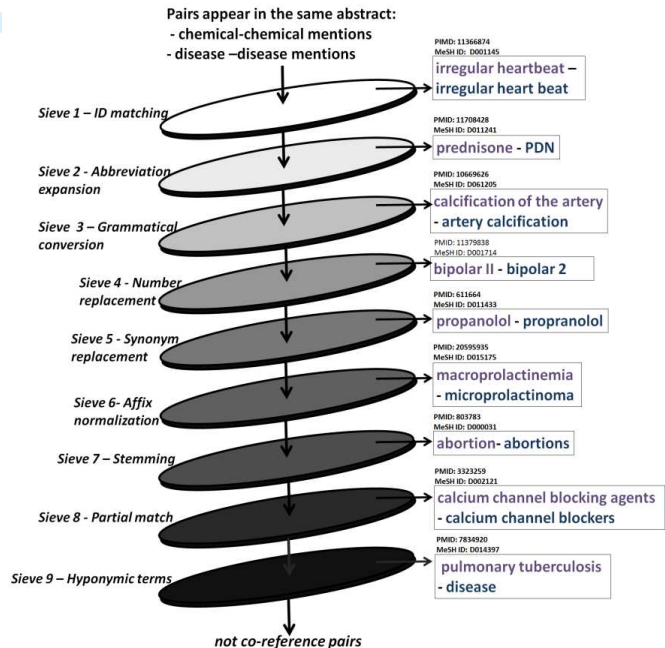 Pairs appear in the same abstract:
- chemical-chemical mentions
- disease –disease mentions
PIMID: 11366874
MeSH ID: D001145
irregular heartbeat –
irregular heart beat
Sieve 1 – ID matching
PMID: 11708428
MeSH ID: D011241
prednisone - PDN
Sieve 2 - Abbreviation
expansion
PMID: 10669626
MeSH ID: D061205
calcification of the artery
- artery calcification
Sieve 3 – Grammatical
conversion
PMID: 11379838
MeSH ID: D001714
bipolar II - bipolar 2
Sieve 4 - Number
replacement
PMID: 611664
MeSH ID: D011433
propanolol - propranolol
Sieve 5 - Synonym
replacement
PMID: 20595935
MeSH ID: D015175
macroprolactinemia
- microprolactinoma
Sieve 6- Affix
normalization
PMID: 803783
MeSH ID: D000031
abortion- abortions
Sieve 7 – Stemming
PMID: 3323259
MeSH ID: D002121
calcium channel blocking agents
- calcium channel blockers
Sieve 8 - Partial match
PMID: 7834920
MeSH ID: D014397
pulmonary tuberculosis
- disease
Sieve 9 – Hyponymic terms
not co-reference pairs